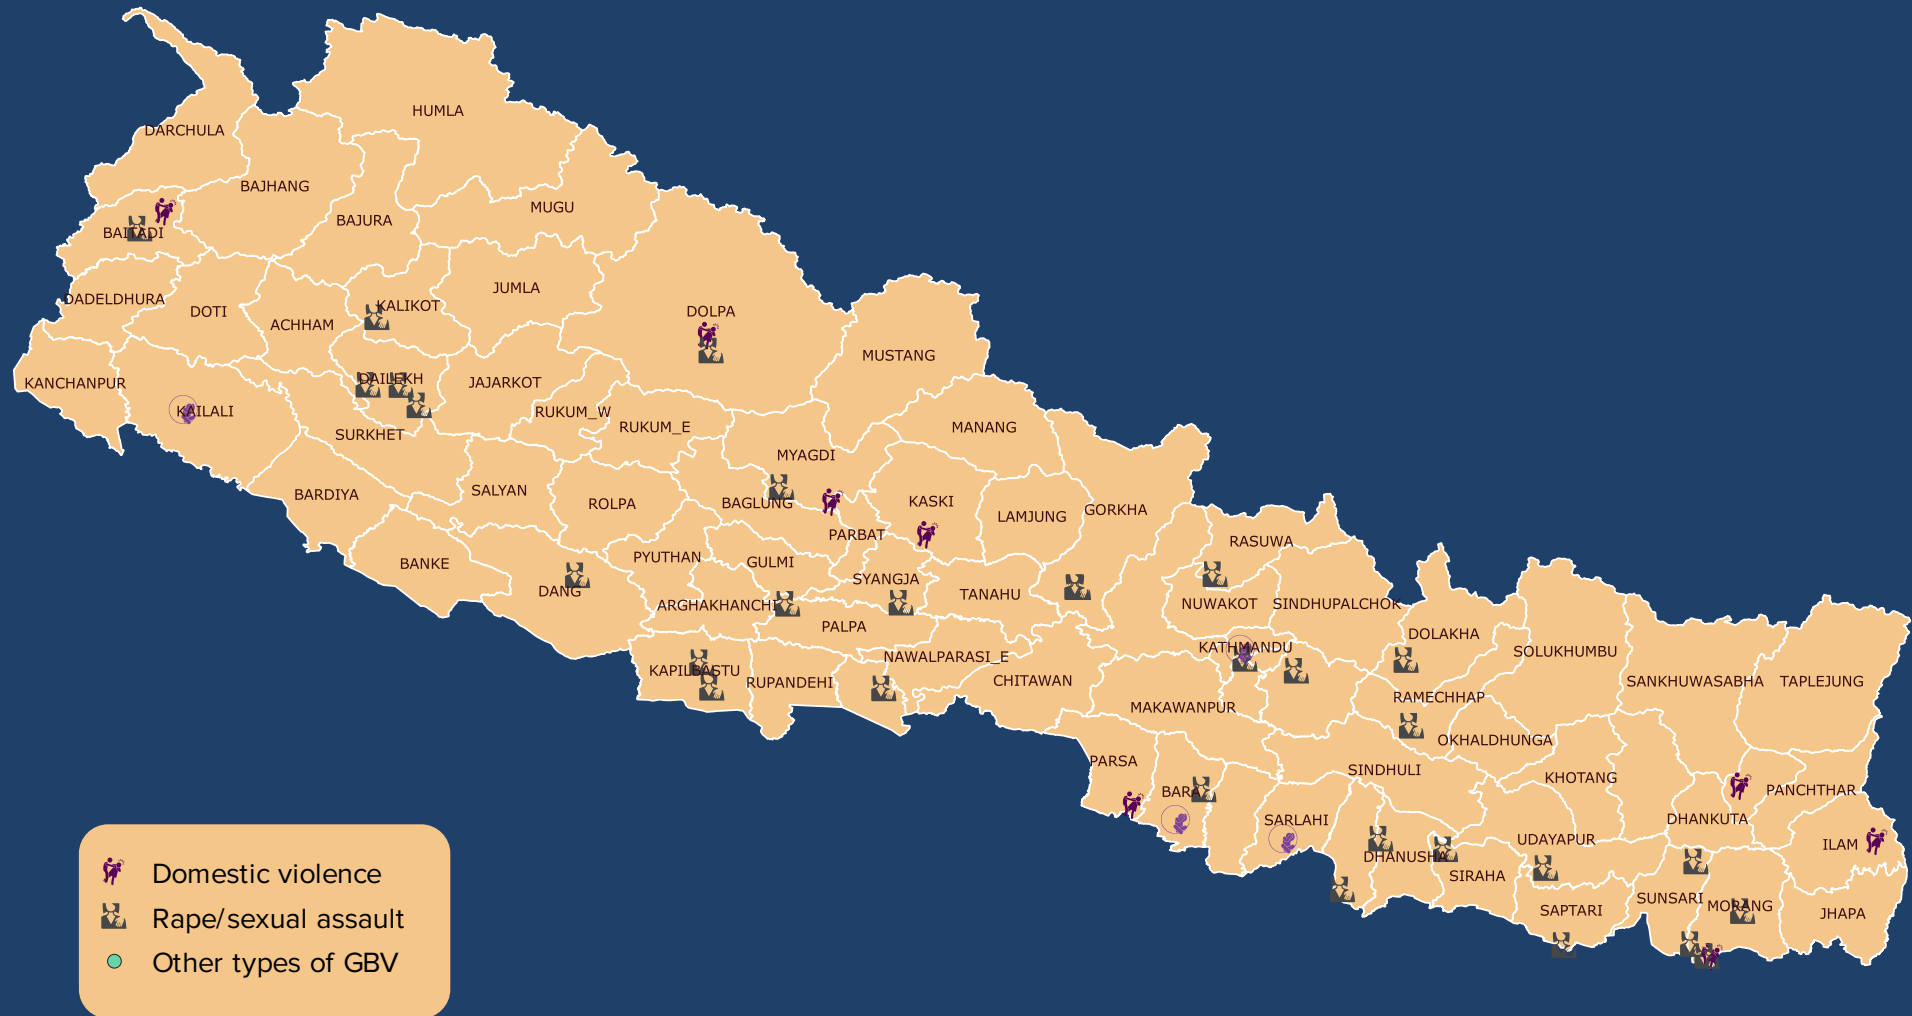 HUMLA
DARCHULA
BAJHANG
MUGU
BAJURA
BAITADI
JUMLA
DADELDHURA
KALIKOT
DOTI
DOLPA
ACHHAM
MUSTANG
KANCHANPUR
DAILEKH
JAJARKOT
KAILALI
RUKUM_W
RUKUM_E
MANANG
SURKHET
MYAGDI
BARDIYA
SALYAN
ROLPA
BAGLUNG
KASKI
LAMJUNG
GORKHA
PARBAT
RASUWA
BANKE
PYUTHAN
GULMI
SYANGJA
DANG
TANAHU
ARGHAKHANCHI
NUWAKOT
SINDHUPALCHOK
PALPA
DOLAKHA
KATHMANDU
SOLUKHUMBU
NAWALPARASI_E
KAPILBASTU
RUPANDEHI
CHITAWAN
SANKHUWASABHA
TAPLEJUNG
RAMECHHAP
MAKAWANPUR
OKHALDHUNGA
PARSA
SINDHULI
KHOTANG
BARA
PANCHTHAR
SARLAHI
DHANKUTA
UDAYAPUR
ILAM
DHANUSHA
SIRAHA
SUNSARI
MORANG
SAPTARI
JHAPA
Domestic violence
Rape/sexual assault
Other types of GBV